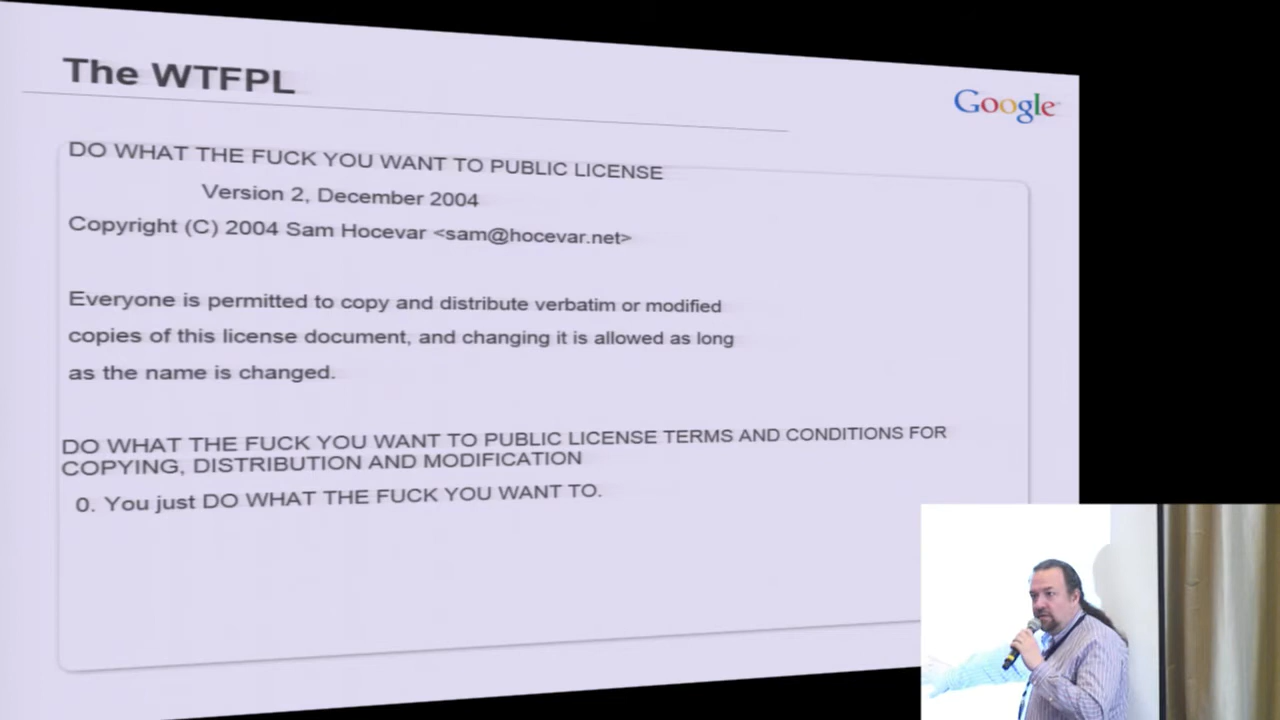 The WTFPL
Google
DO WHAT THE FUCK YOU WANT TO PUBLIC LICENSE
Version 2, December 2004
Copyright (C) 2004 Sam Hocevar <sam@hocevar.net>
Everyone is permitted to copy and distribute verbatim or modified
copies of this license document, and changing it is allowed as long
as the name is changed.
DO WHAT THE FUCK YOU WANT TO PUBLIC LICENSE TERMS AND CONDITIONS FOR
COPYING, DISTRIBUTION AND MODIFICATION
0. You just DO WHAT THE FUCK YOU WANT TO.